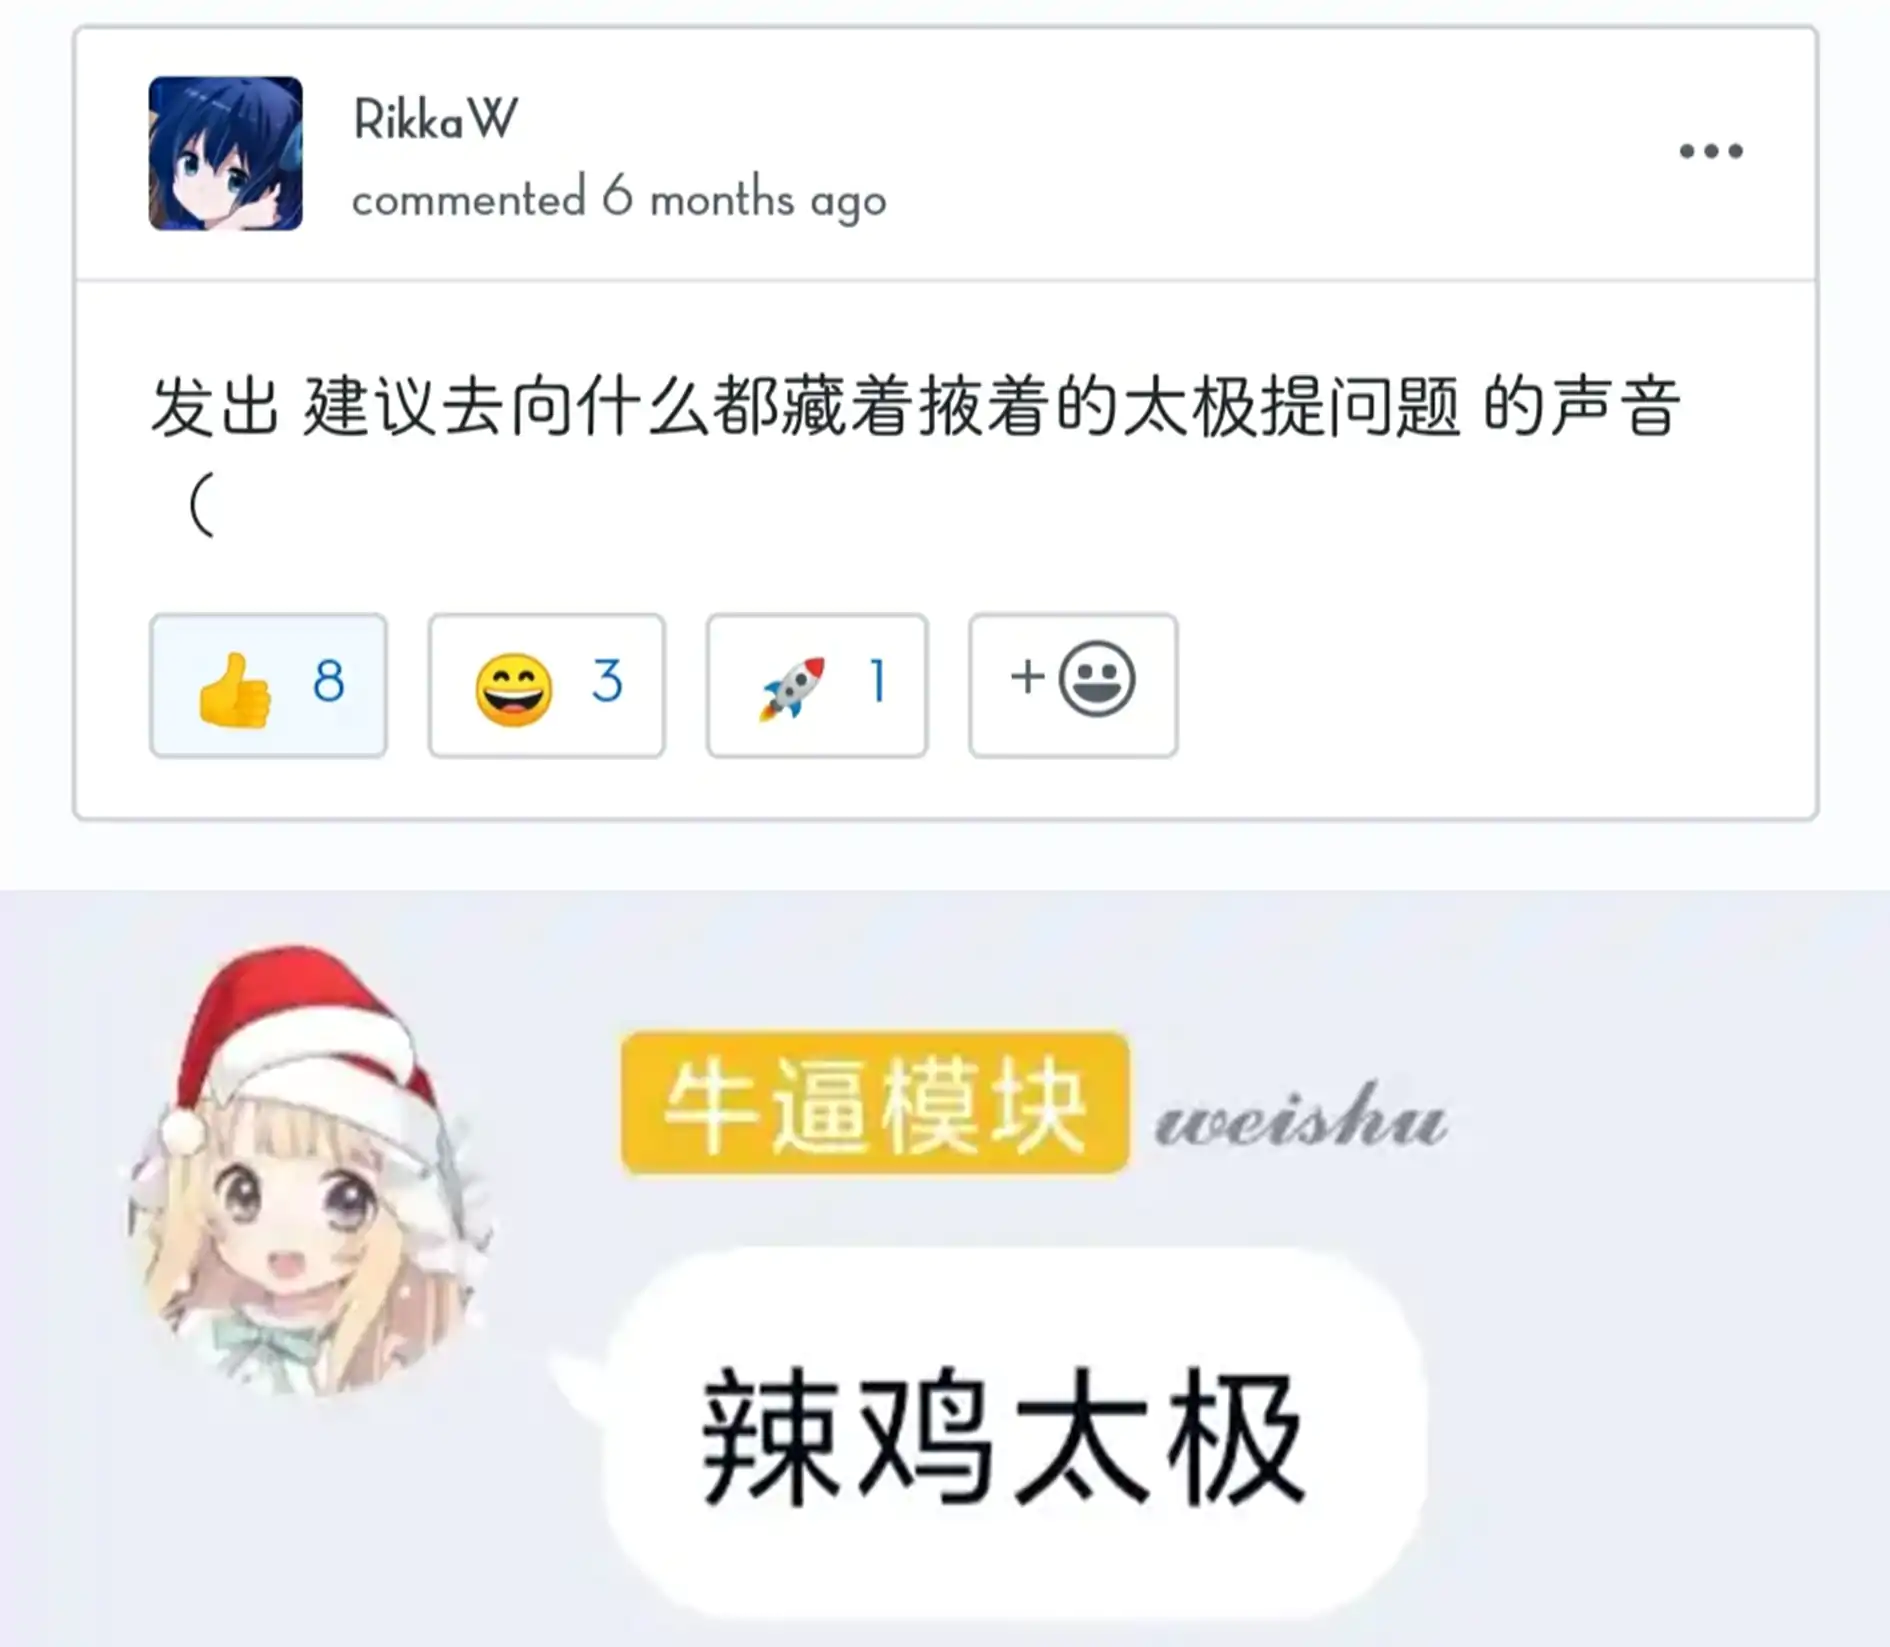 RikkaW
commented 6 months ago
发出 建议去向什么都藏着掖着的太极提问题 的声音
（
8 3 1 +
牛逼模块 weishu
辣鸡太极